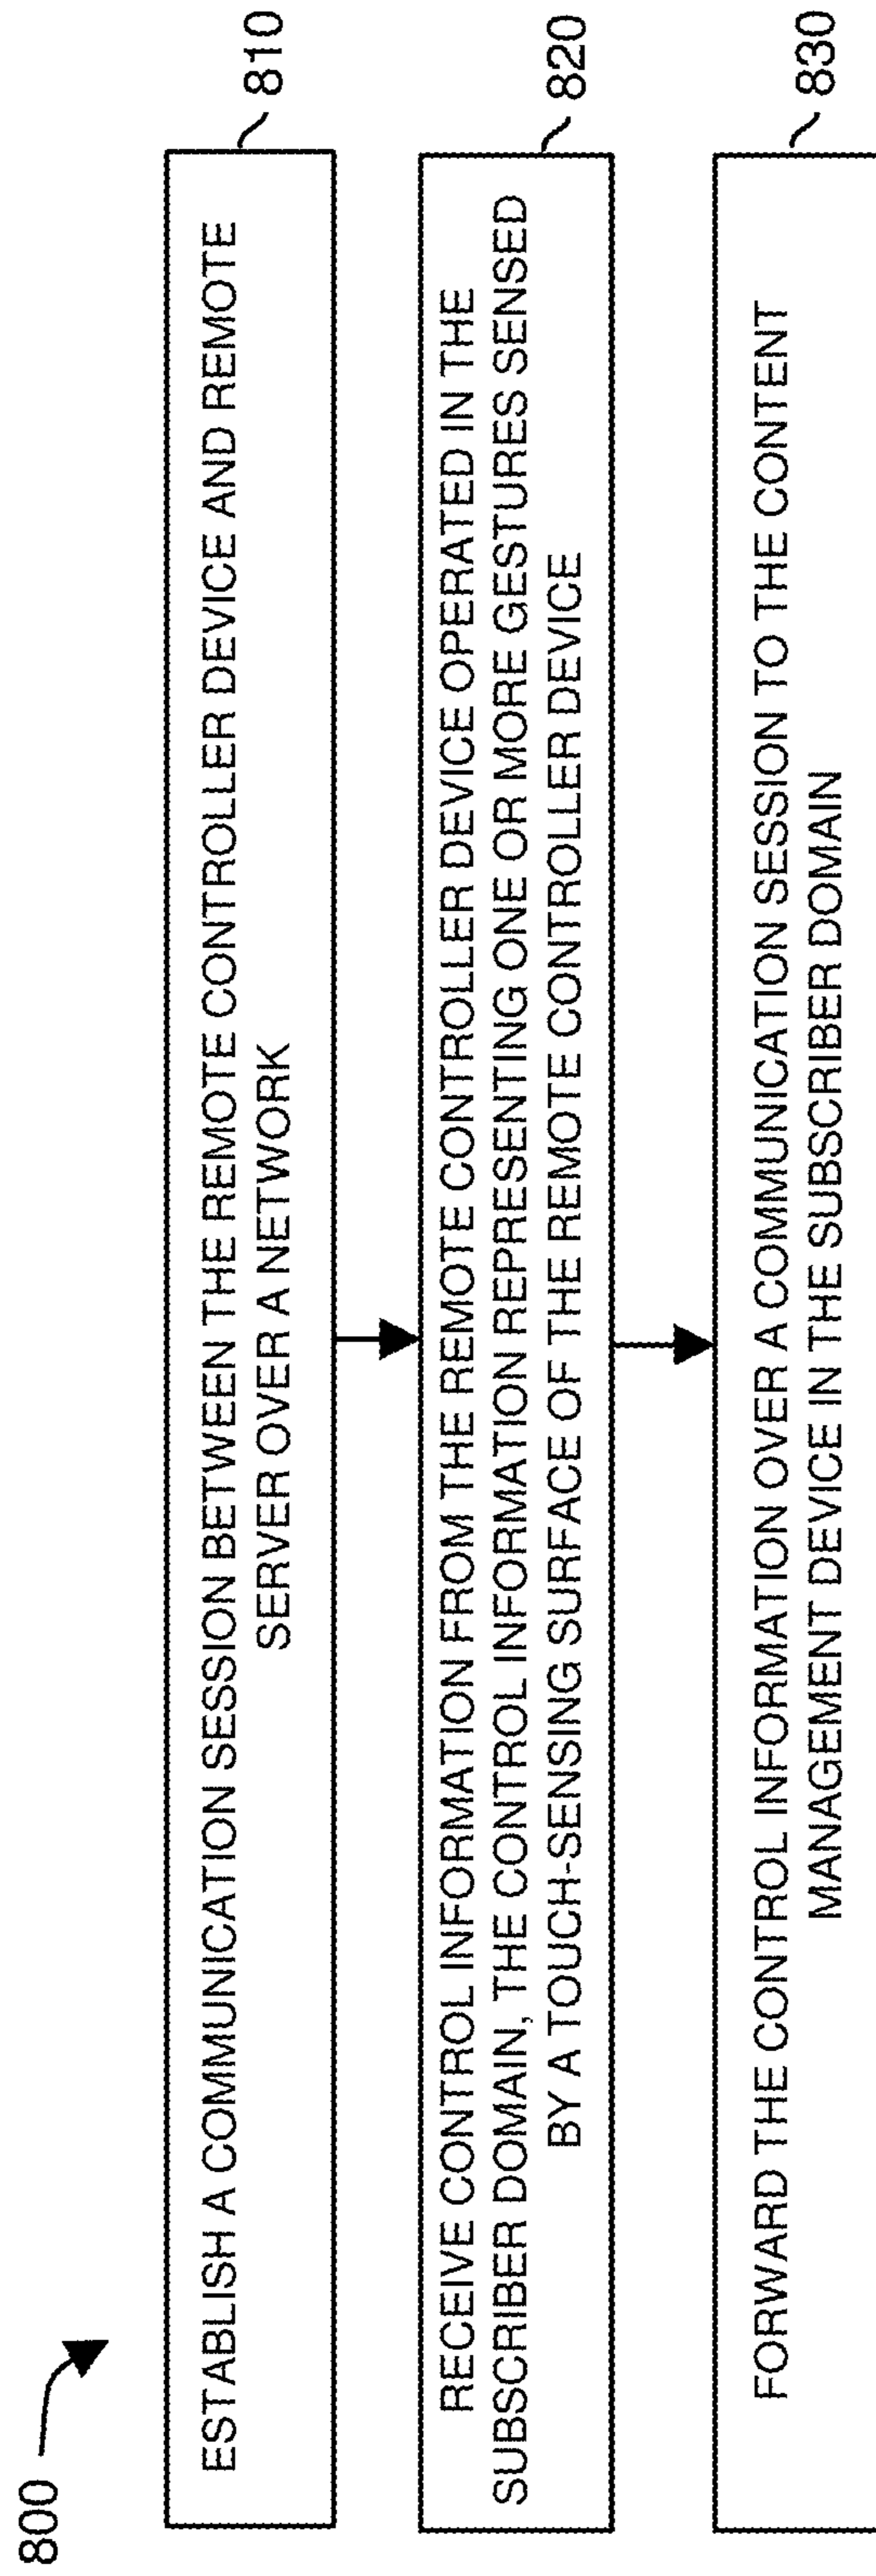 800
ESTABLISH A COMMUNICATION SESSION BETWEEN THE REMOTE CONTROLLER DEVICE AND REMOTE
SERVER OVER A NETWORK
810
RECEIVE CONTROL INFORMATION FROM THE REMOTE CONTROLLER DEVICE OPERATED IN THE
SUBSCRIBER DOMAIN, THE CONTROL INFORMATION REPRESENTING ONE OR MORE GESTURES SENSED
BY A TOUCH-SENSING SURFACE OF THE REMOTE CONTROLLER DEVICE
820
FORWARD THE CONTROL INFORMATION OVER A COMMUNICATION SESSION TO THE CONTENT
MANAGEMENT DEVICE IN THE SUBSCRIBER DOMAIN
830